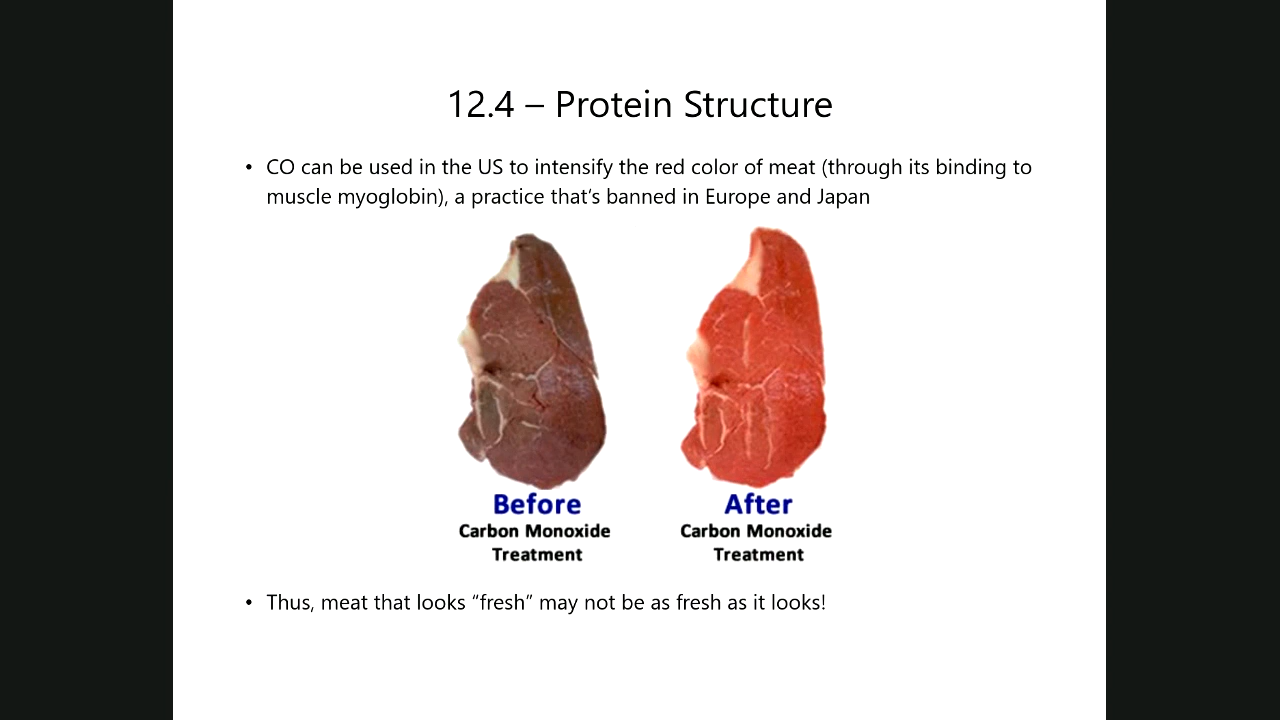 12.4 – Protein Structure
• CO can be used in the US to intensify the red color of meat (through its binding to
muscle myoglobin), a practice that‘s banned in Europe and Japan
Before
Carbon Monoxide
Treatment
After
Carbon Monoxide
Treatment
• Thus, meat that looks “fresh” may not be as fresh as it looks!